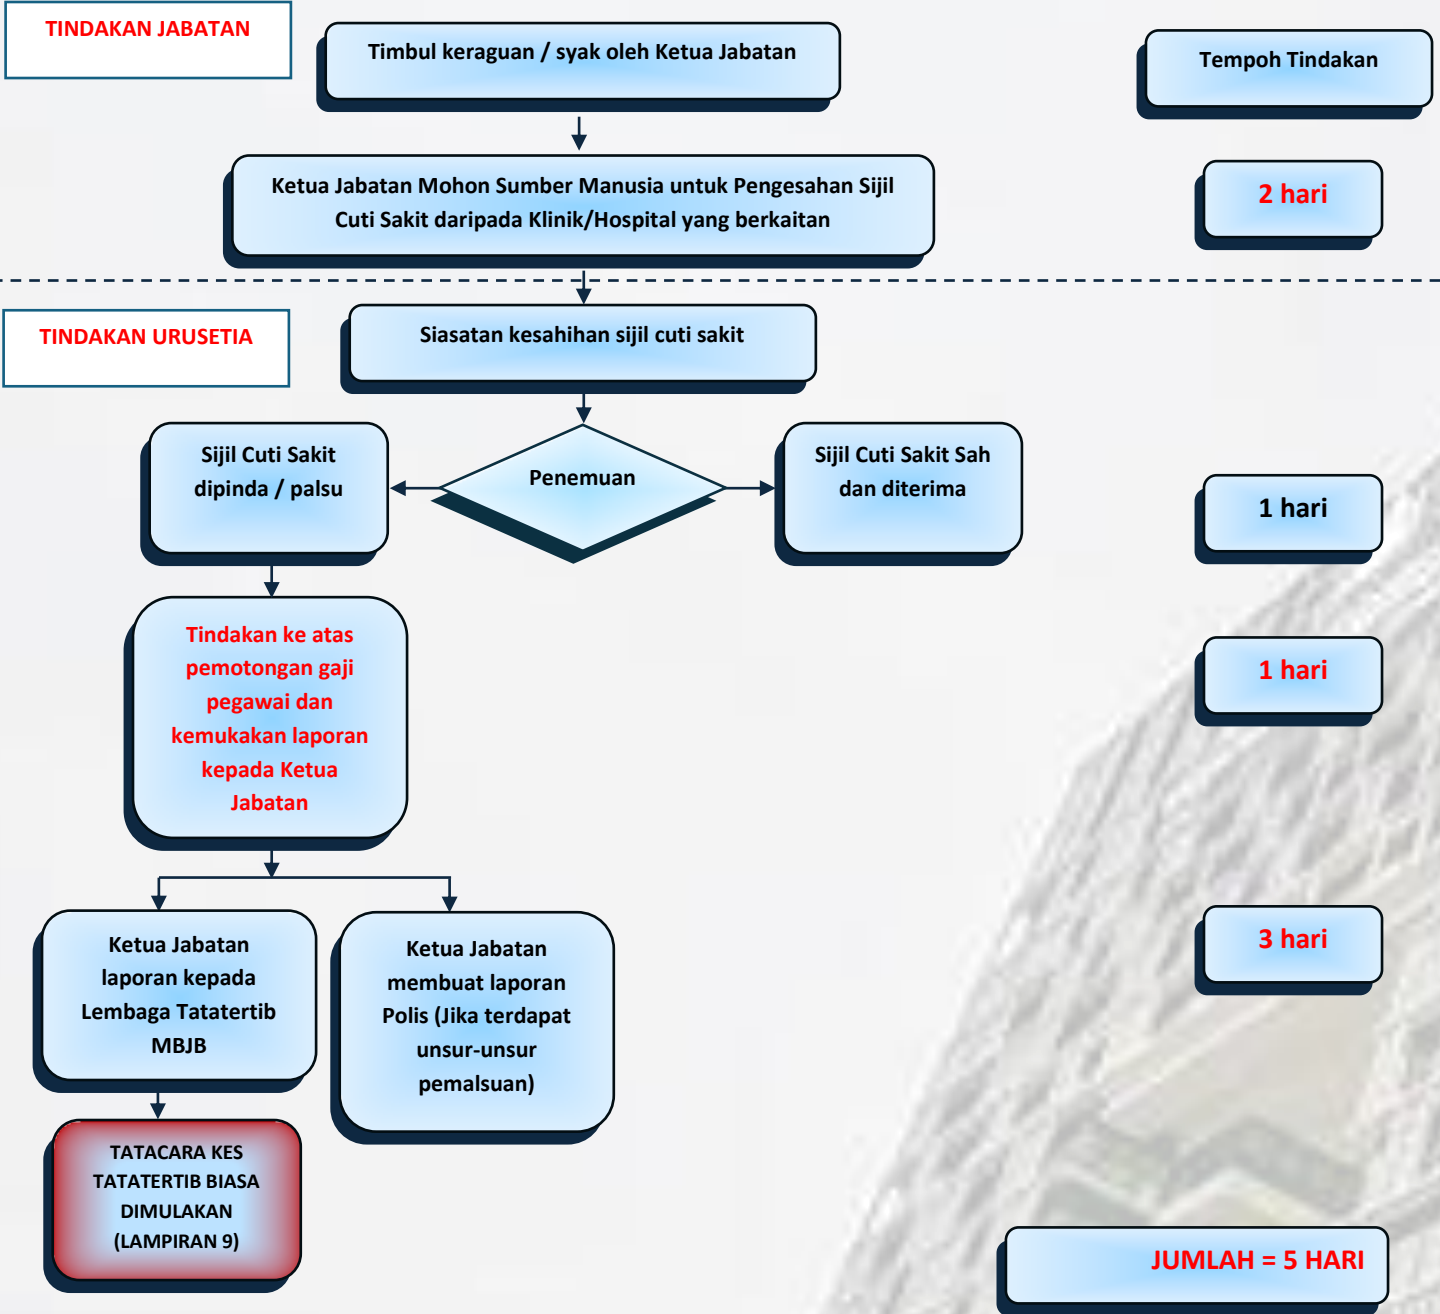 TINDAKAN JABATAN
Timbul keraguan / syak oleh Ketua Jabatan
Tempoh Tindakan
Ketua Jabatan Mohon Sumber Manusia untuk Pengesahan Sijil
Cuti Sakit daripada Klinik/Hospital yang berkaitan
2 hari
TINDAKAN URUSETIA
Siasatan kesahihan sijil cuti sakit
Sijil Cuti Sakit
dipinda / palsu
Penemuan
Sijil Cuti Sakit Sah
dan diterima
1 hari
Tindakan ke atas
pemotongan gaji
pegawai dan
kemukakan laporan
kepada Ketua
Jabatan
1 hari
Ketua Jabatan
laporan kepada
Lembaga Tatatertib
MBJB
Ketua Jabatan
membuat laporan
Polis (Jika terdapat
unsur-unsur
pemalsuan)
3 hari
TATACARA KES
TATATERTIB BIASA
DIMULAKAN
(LAMPIRAN 9)
JUMLAH = 5 HARI